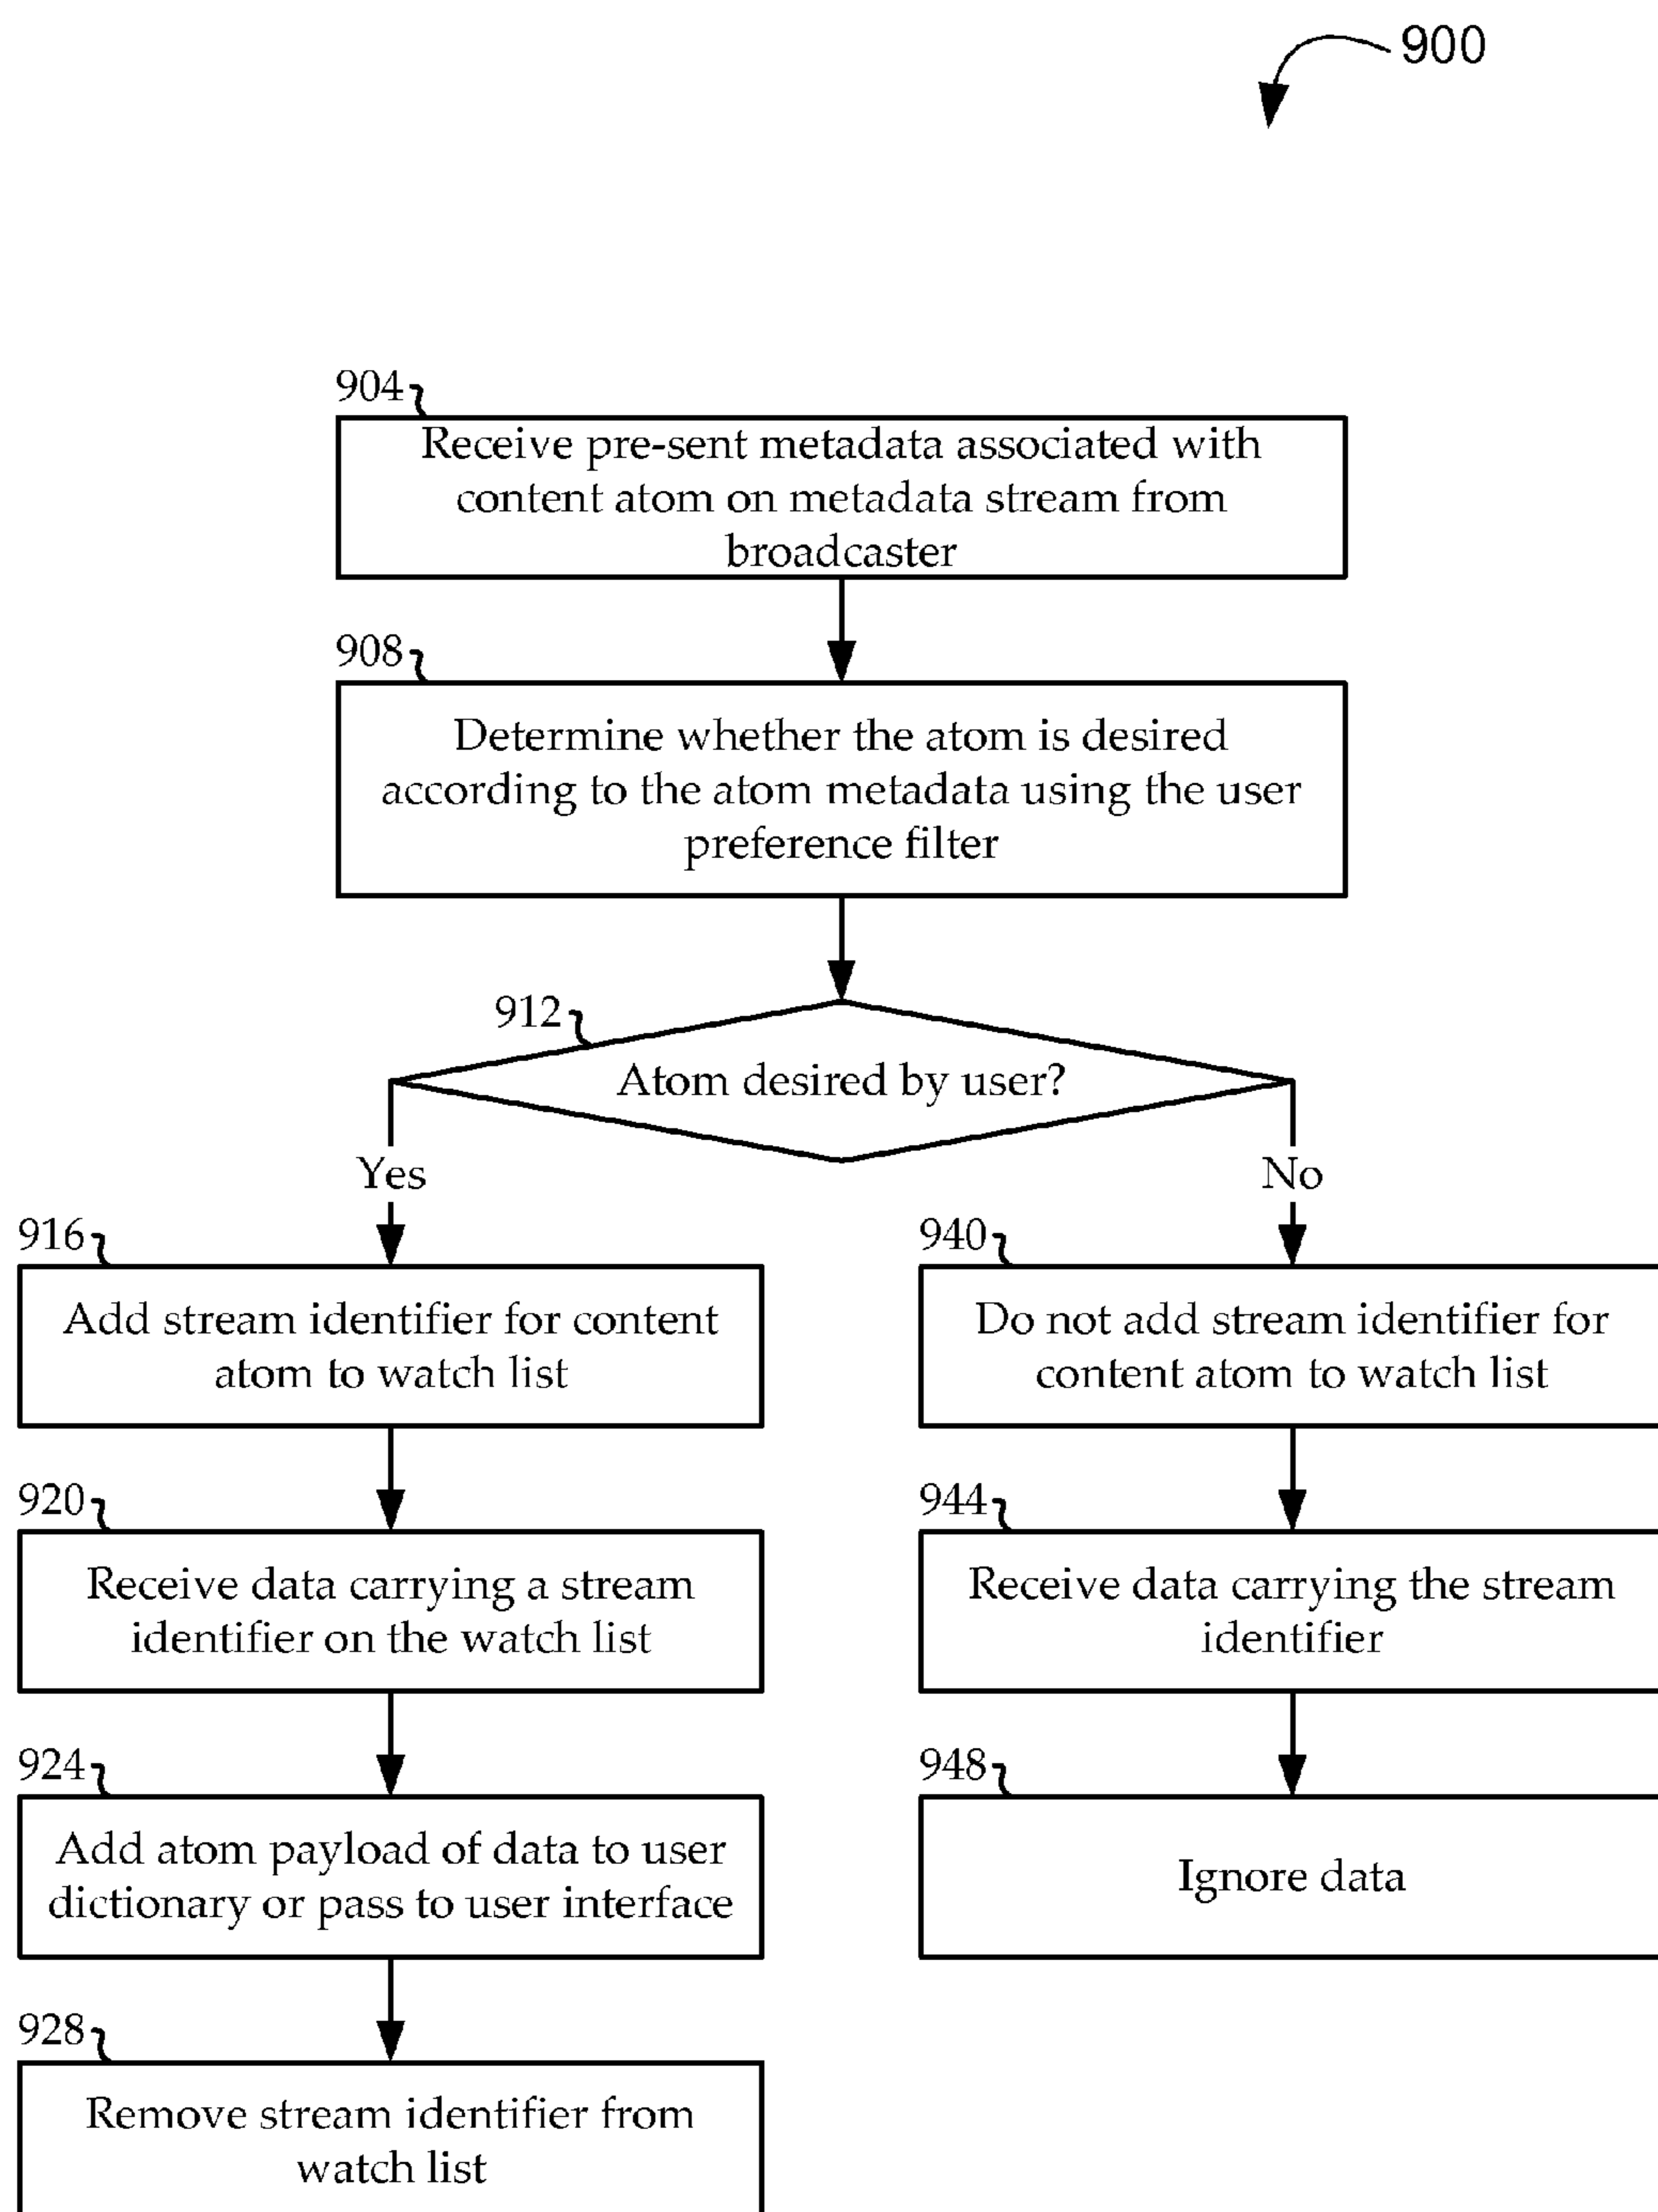 900
904
Receive pre-sent metadata associated with
content atom on metadata stream from
broadcaster
908
Determine whether the atom is desired
according to the atom metadata using the user
preference filter
912
Atom desired by user?
Yes
No
916
Add stream identifier for content
atom to watch list
920
Receive data carrying a stream
identifier on the watch list
924
Add atom payload of data to user
dictionary or pass to user interface
928
Remove stream identifier from
watch list
940
Do not add stream identifier for
content atom to watch list
944
Receive data carrying the stream
identifier
948
Ignore data